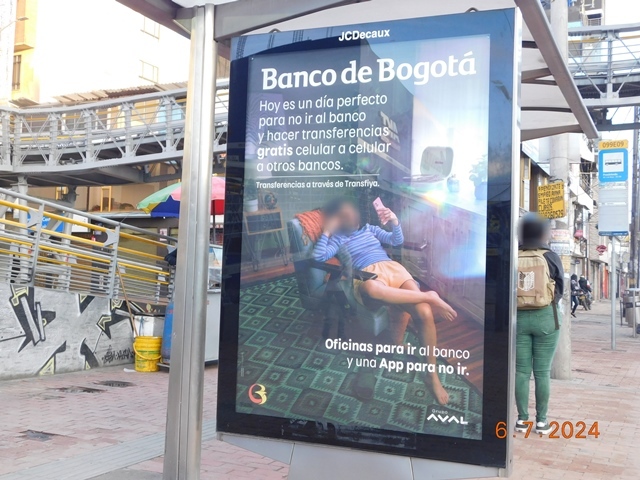 JCDecaux
Banco de Bogotá
Hoy es un día perfecto
para no ir al banco
y hacer transferencias
gratis celular a celular
a otros bancos.
Transferencias a través de Transfiya.
Oficinas para ir al banco
y una App para no ir.
Grupo
AVAL
6.7.2024